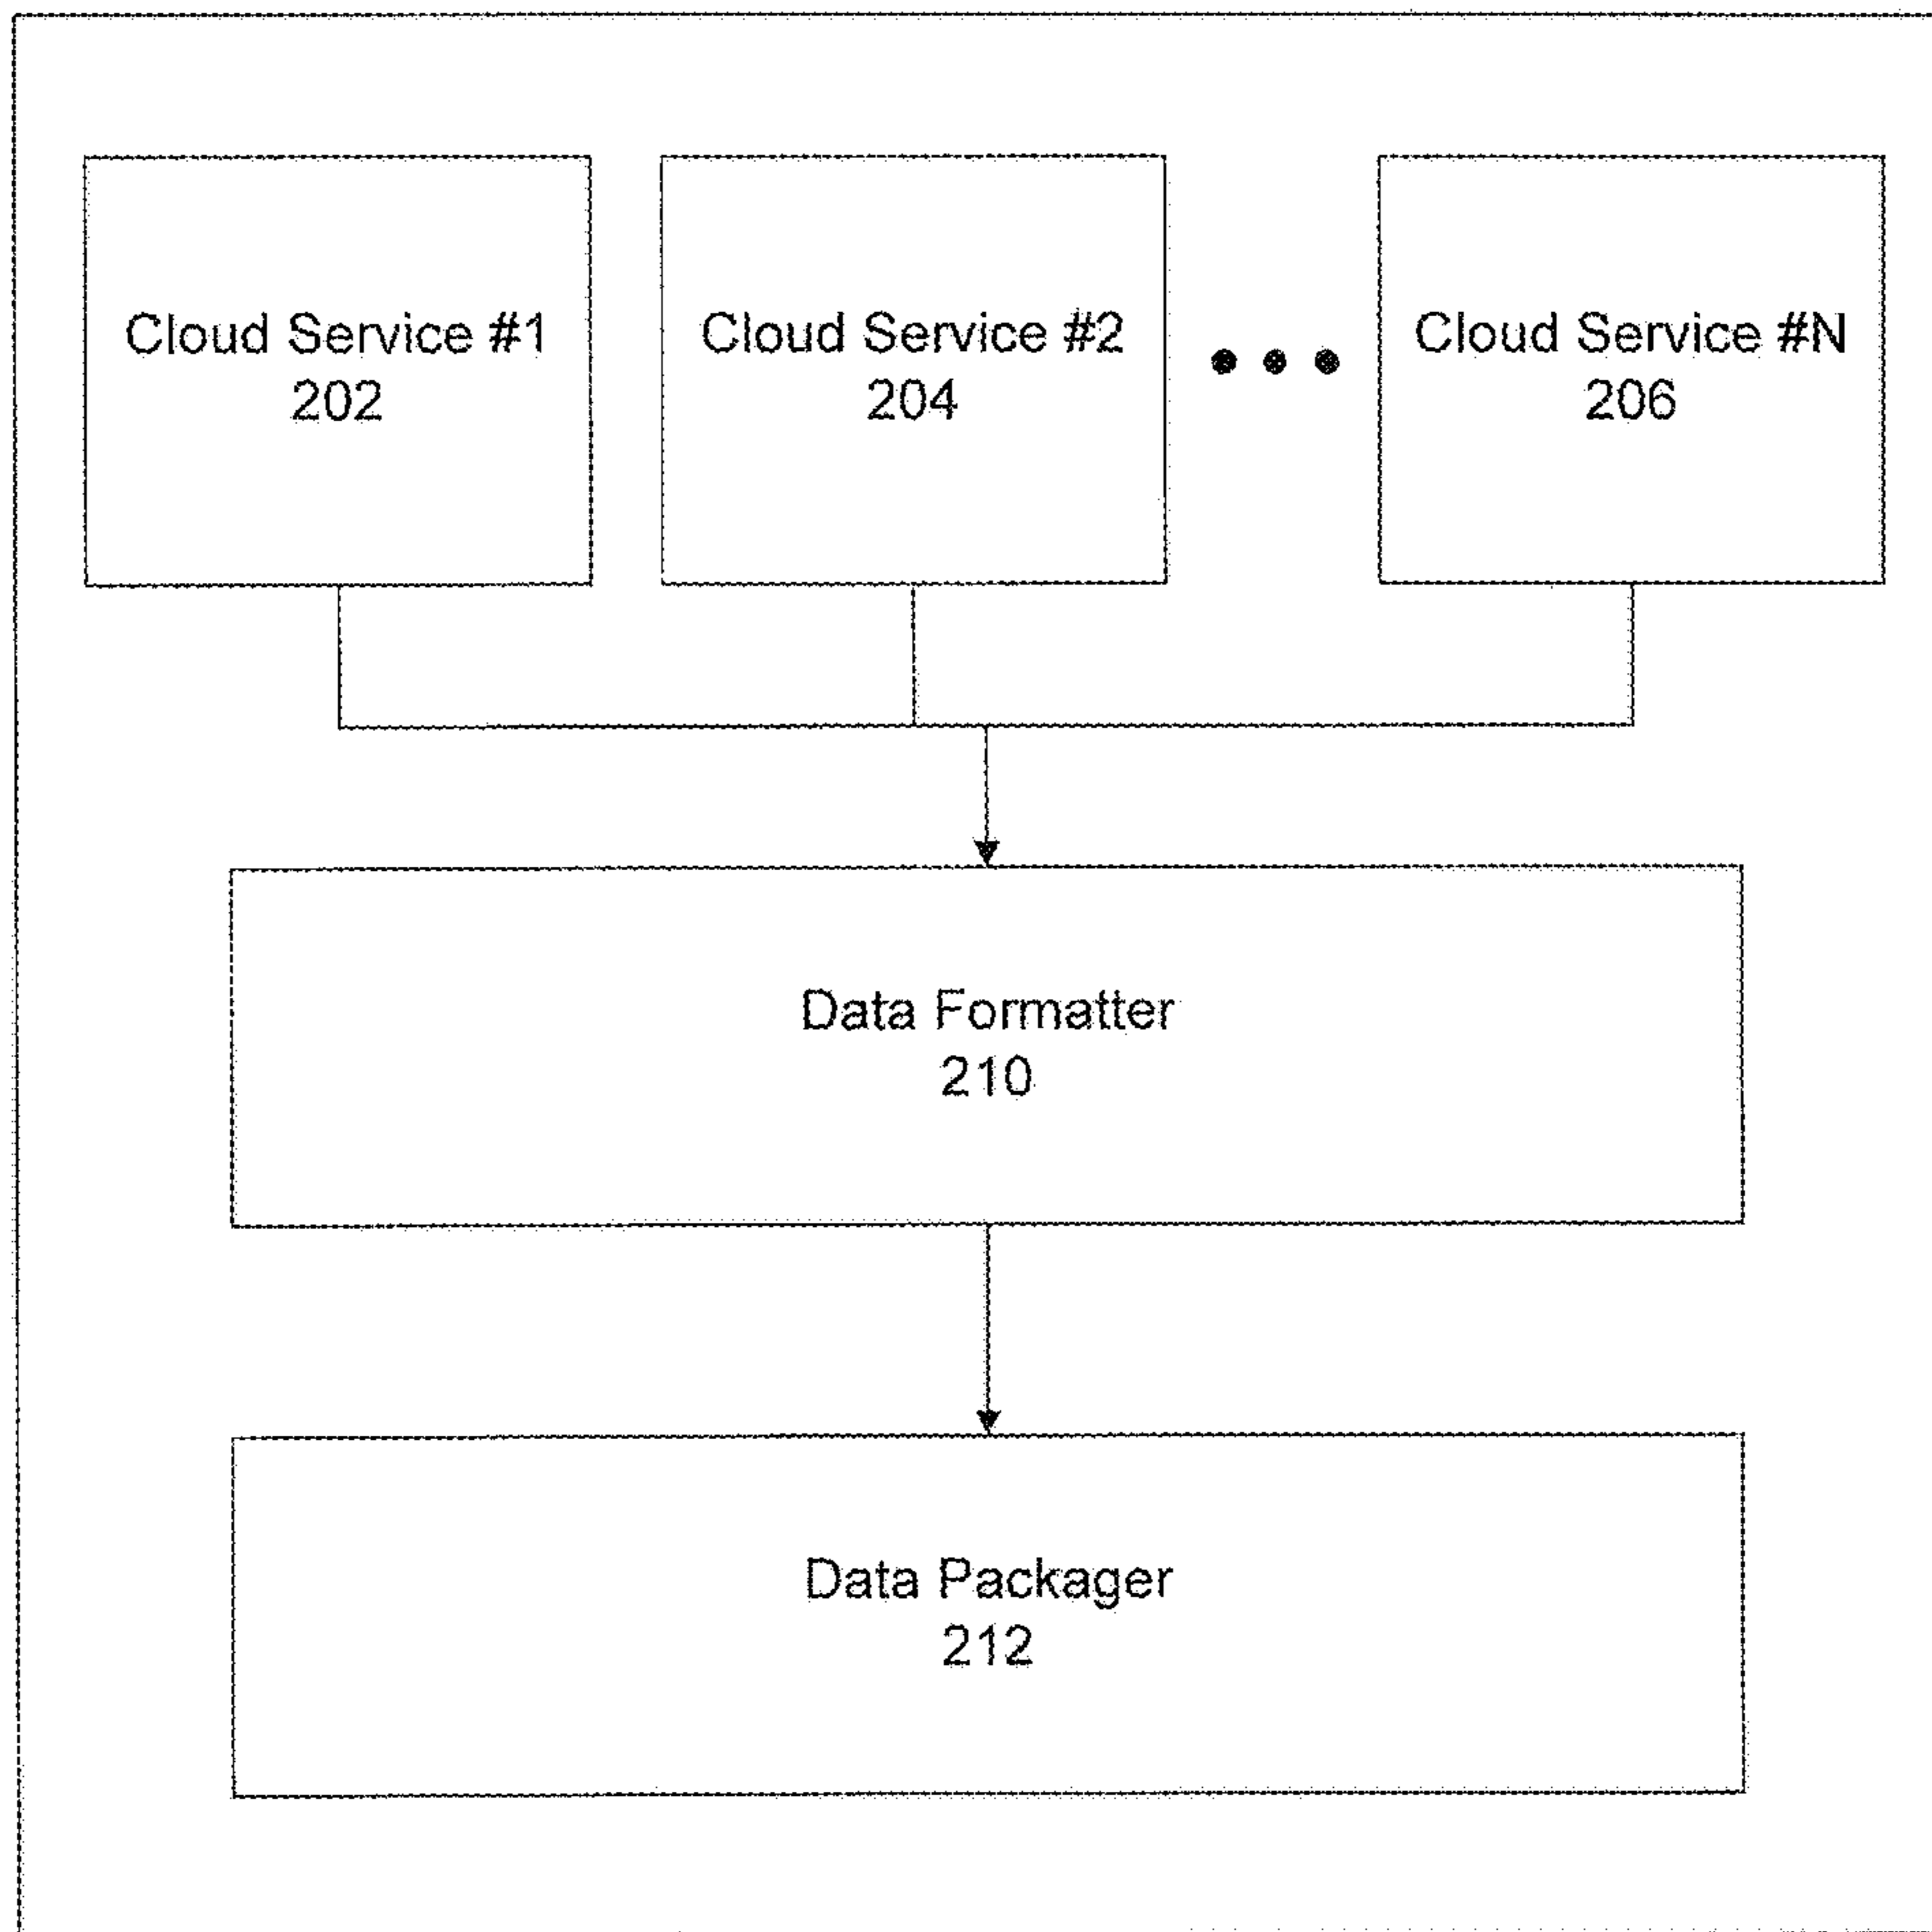 Cloud Service #1
202
Cloud Service #2
204
Cloud Service #N
206
Data Formatter
210
Data Packager
212